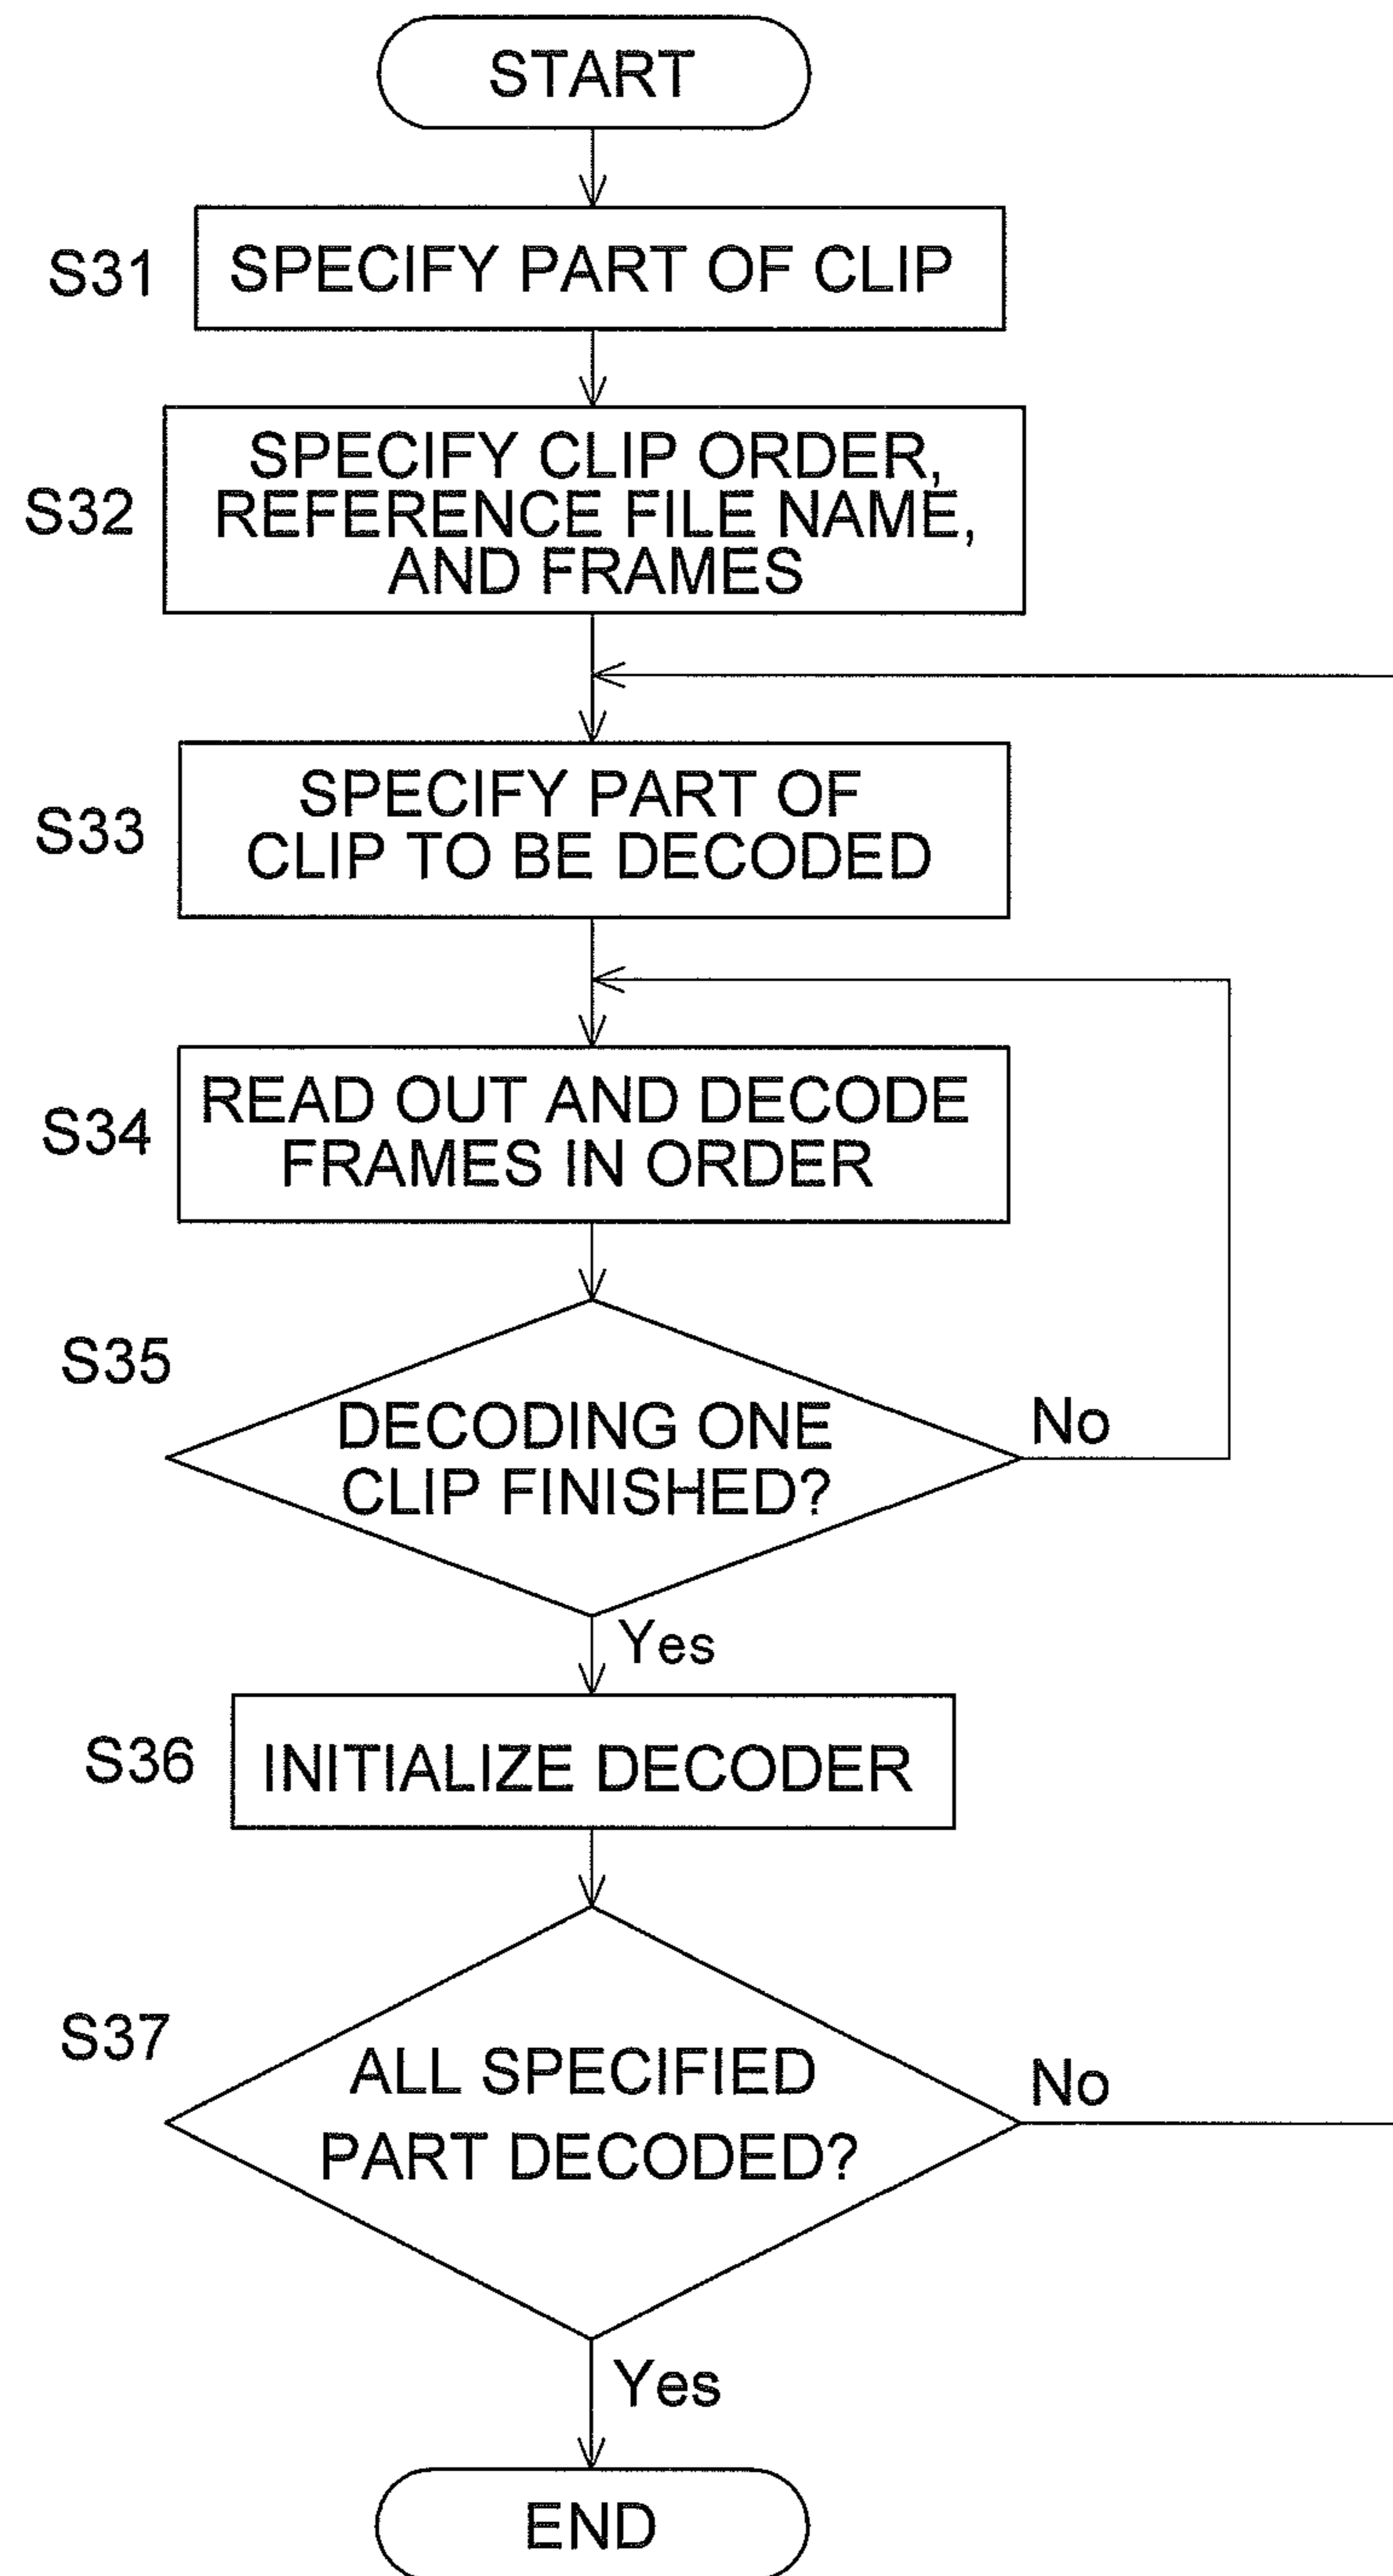 START
S31
SPECIFY PART OF CLIP
S32
SPECIFY CLIP ORDER,
REFERENCE FILE NAME,
AND FRAMES
S33
SPECIFY PART OF
CLIP TO BE DECODED
S34
READ OUT AND DECODE
FRAMES IN ORDER
S35
DECODING ONE
CLIP FINISHED?
No
Yes
S36
INITIALIZE DECODER
S37
ALL SPECIFIED
PART DECODED?
No
Yes
END